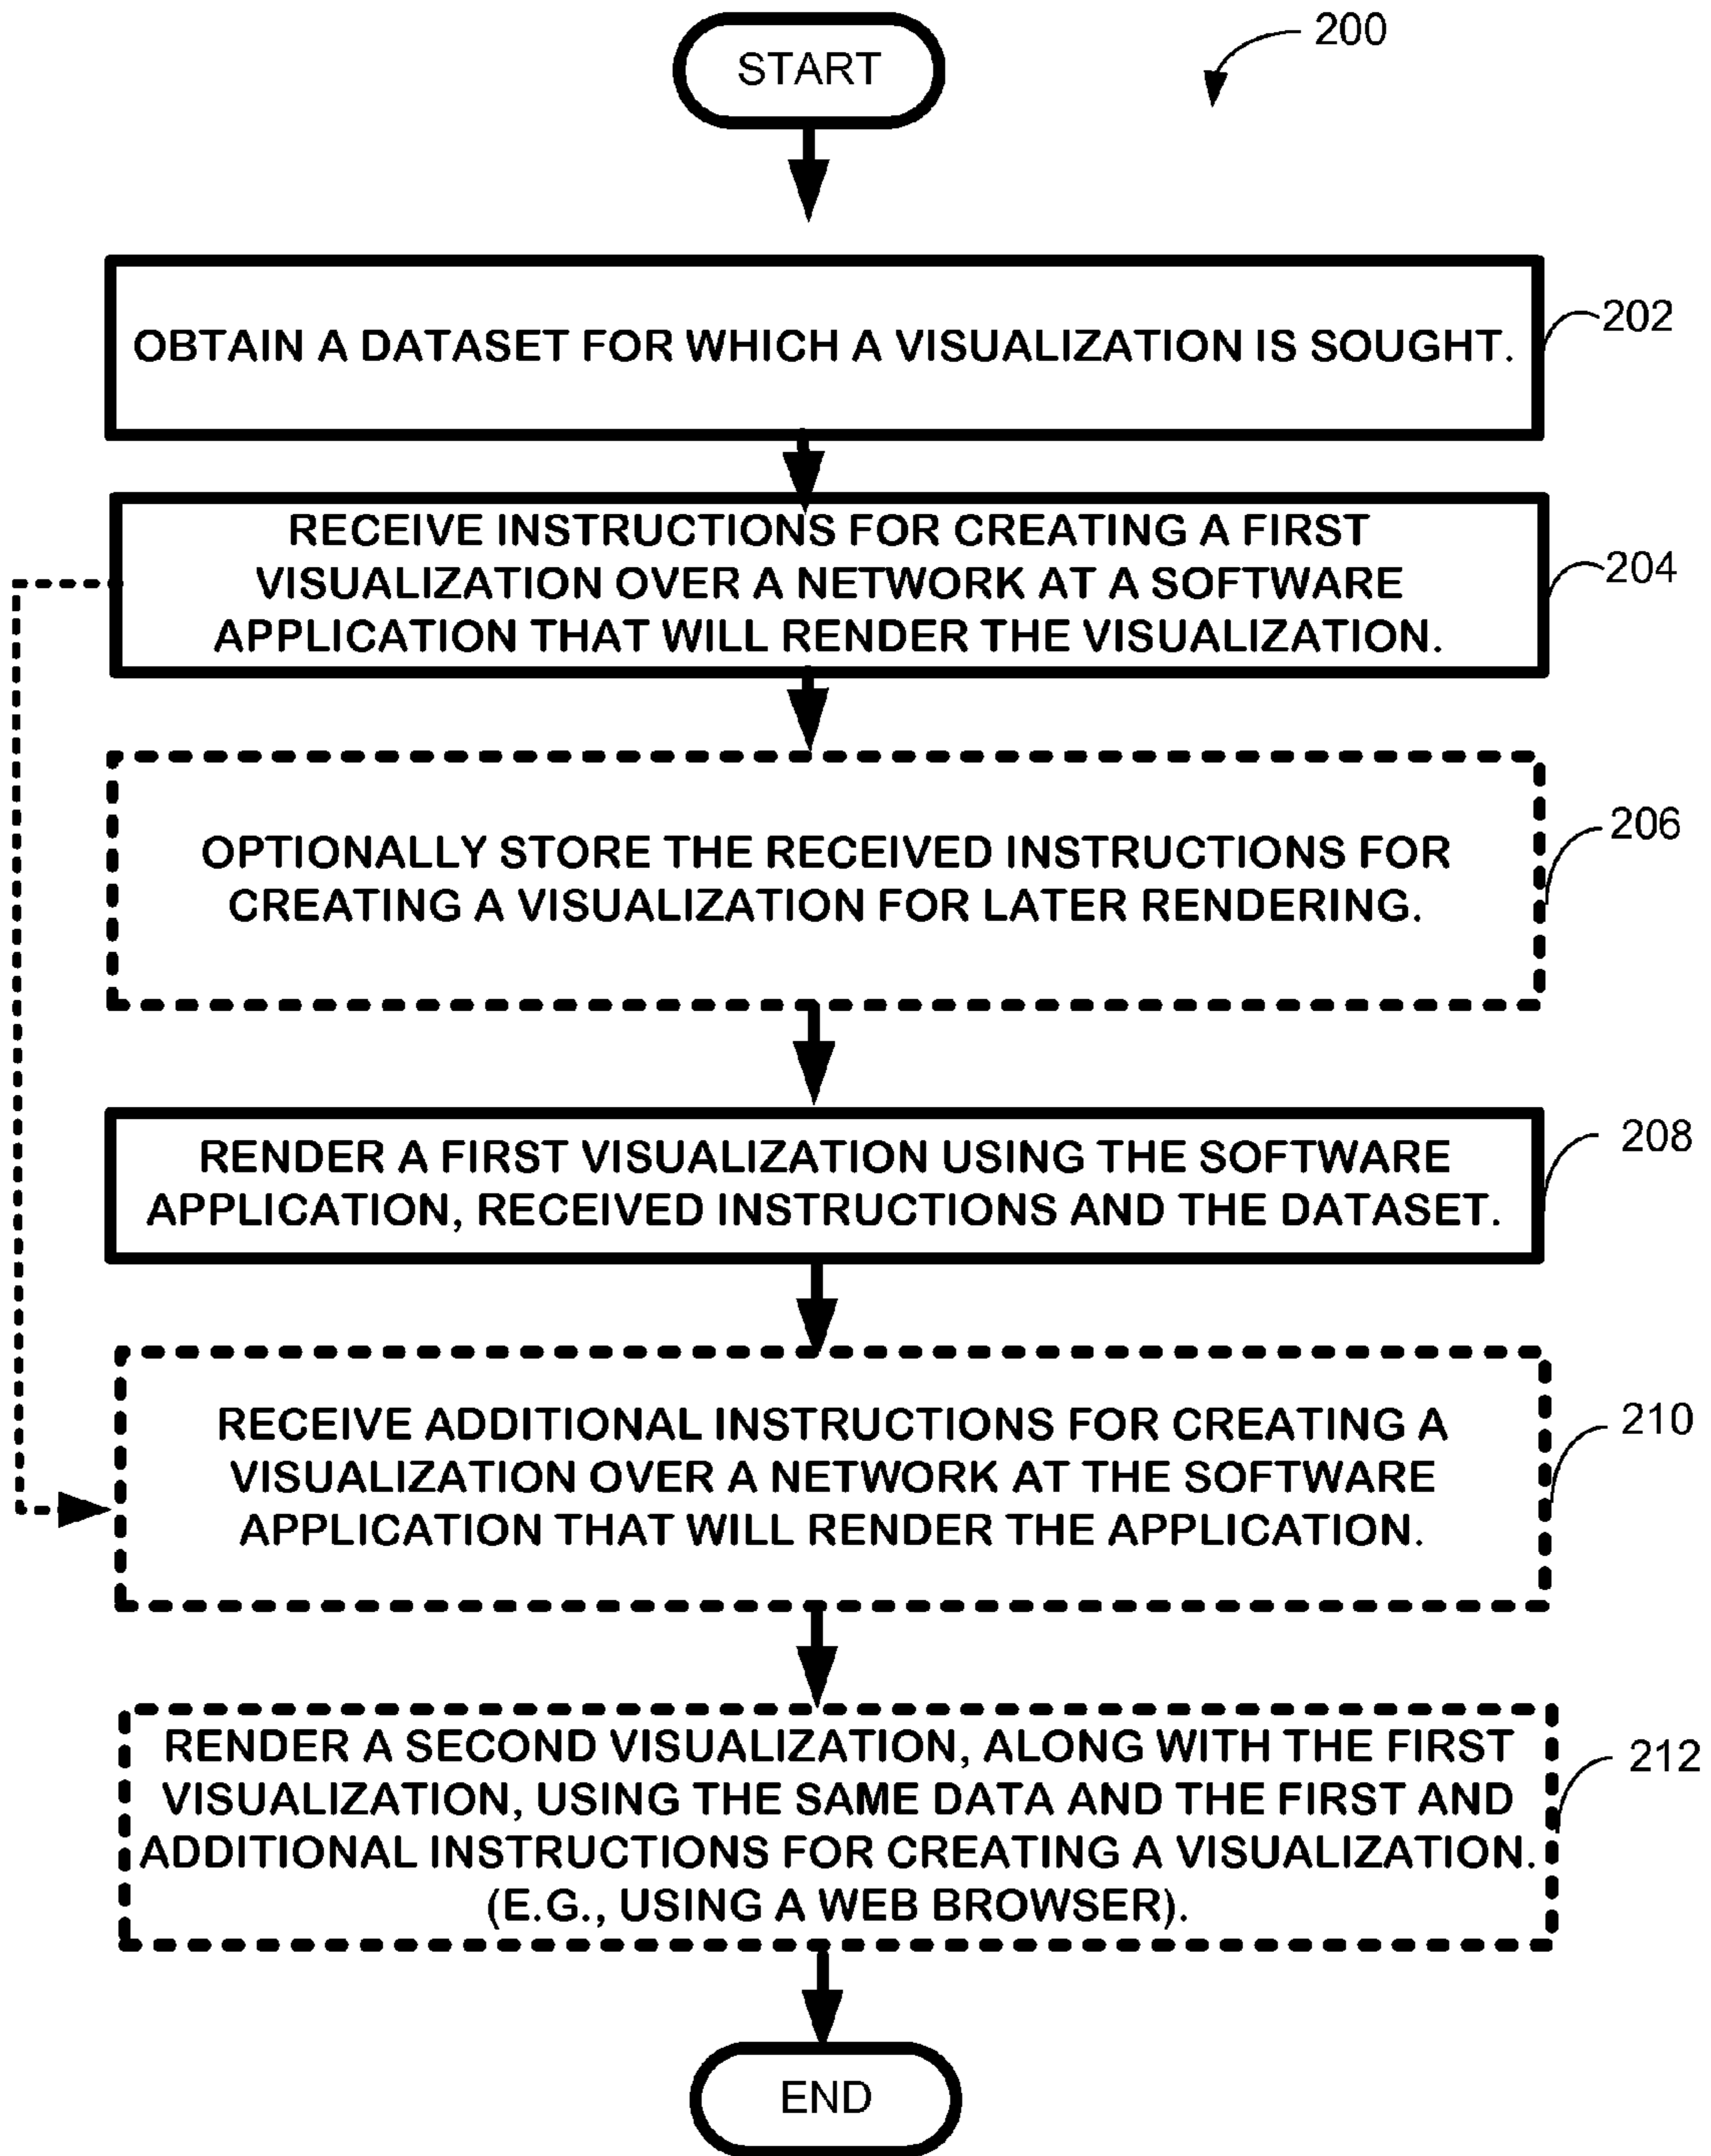 START
200
OBTAIN A DATASET FOR WHICH A VISUALIZATION IS SOUGHT.
202
RECEIVE INSTRUCTIONS FOR CREATING A FIRST
VISUALIZATION OVER A NETWORK AT A SOFTWARE
APPLICATION THAT WILL RENDER THE VISUALIZATION.
204
OPTIONALLY STORE THE RECEIVED INSTRUCTIONS FOR
CREATING A VISUALIZATION FOR LATER RENDERING.
206
RENDER A FIRST VISUALIZATION USING THE SOFTWARE
APPLICATION, RECEIVED INSTRUCTIONS AND THE DATASET.
208
RECEIVE ADDITIONAL INSTRUCTIONS FOR CREATING A
VISUALIZATION OVER A NETWORK AT THE SOFTWARE
APPLICATION THAT WILL RENDER THE APPLICATION.
210
RENDER A SECOND VISUALIZATION, ALONG WITH THE FIRST
VISUALIZATION, USING THE SAME DATA AND THE FIRST AND
ADDITIONAL INSTRUCTIONS FOR CREATING A VISUALIZATION.
(E.G., USING A WEB BROWSER).
212
END